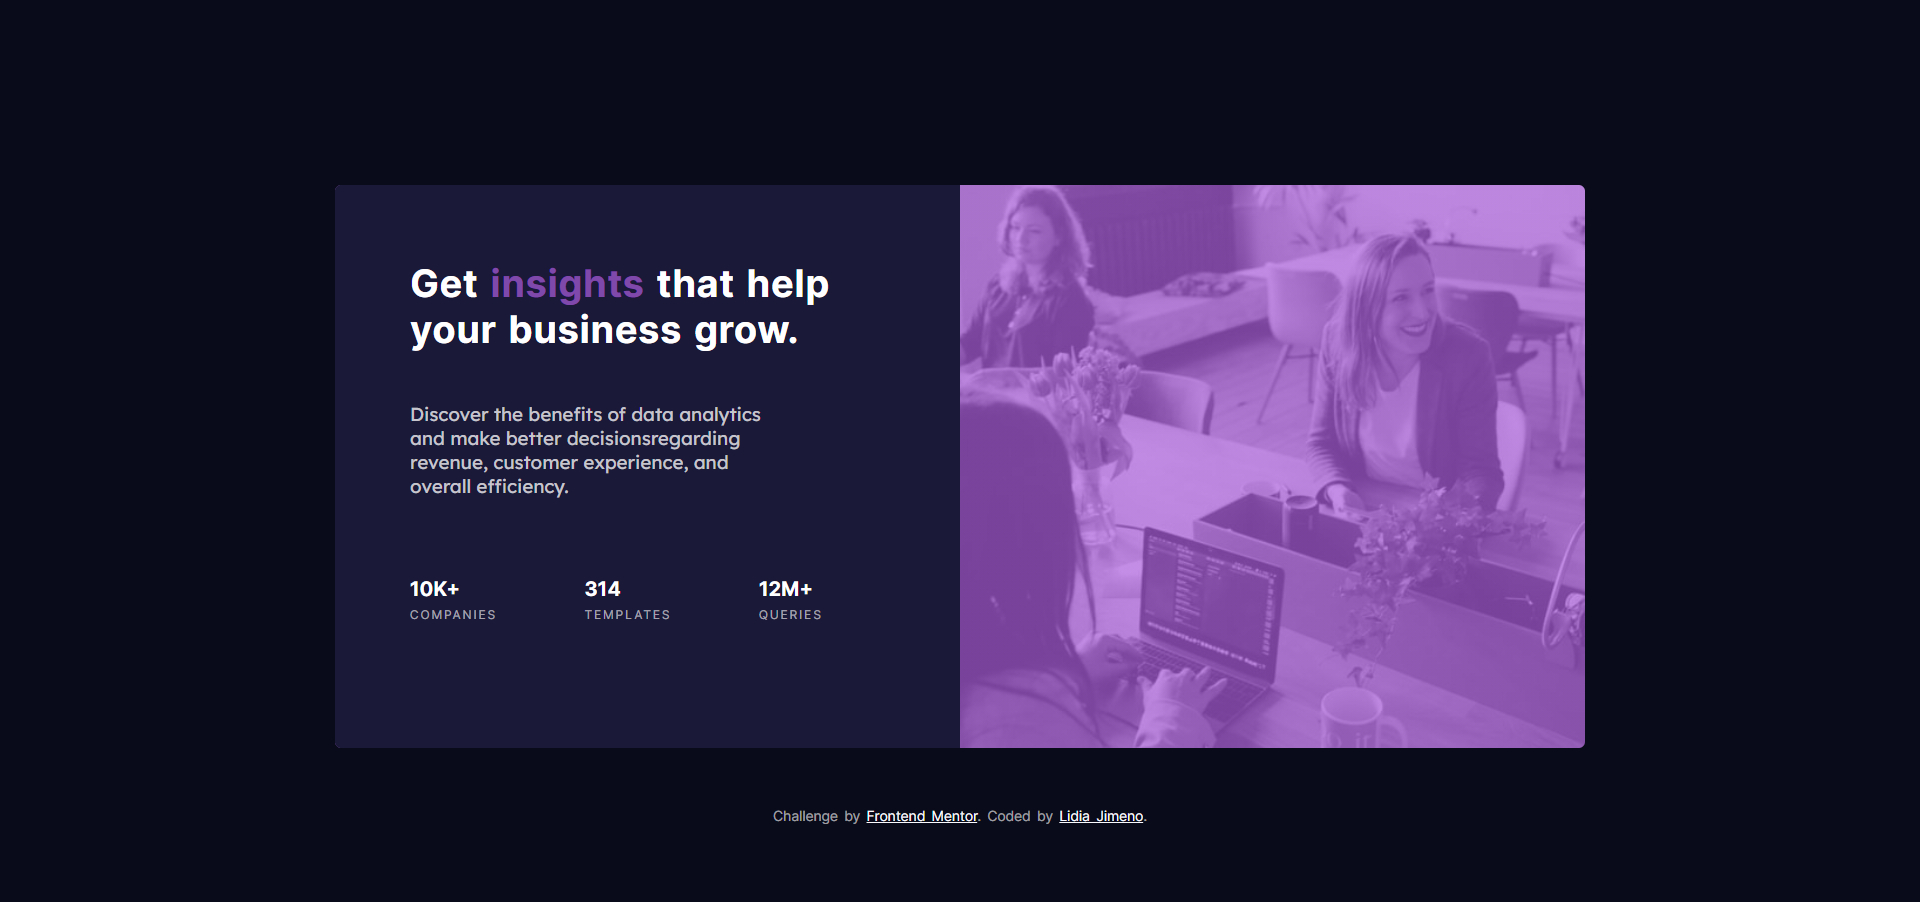 Get insights that help
your business grow.
Discover the benefits of data analytics
and make better decisionsregarding
revenue, customer experience, and
overall efficiency.
10K+
COMPANIES
314
TEMPLATES
12M+
QUERIES
Challenge by Frontend Mentor. Coded by Lidia Jimeno.